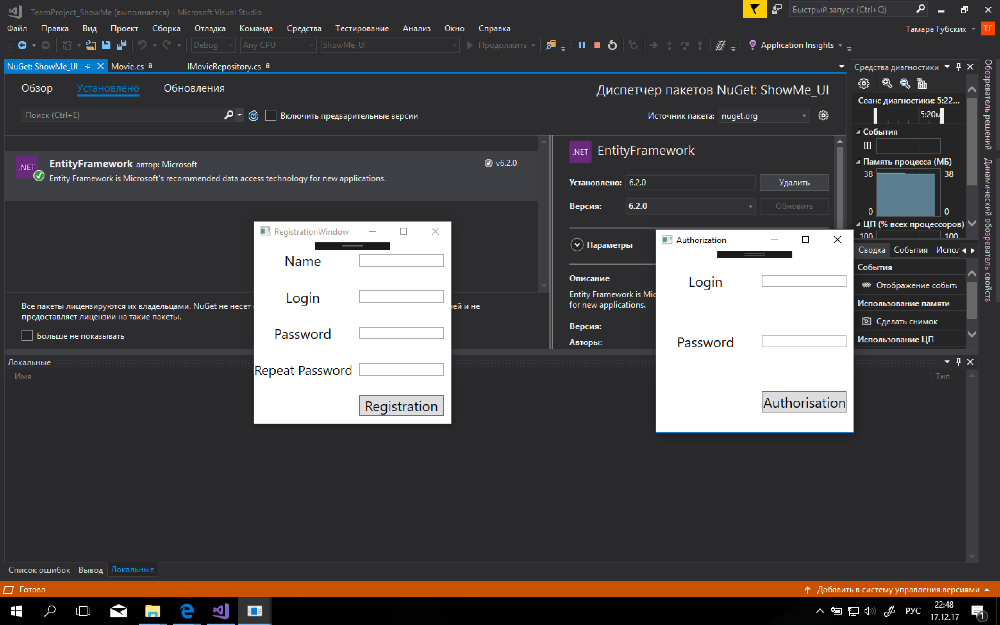 TeamProject_ShowMe (выполняется) - Microsoft Visual Studio
Быстрый запуск (Ctrl+Q)
Файл Правка Вид Проект Сборка Отладка Команда Средства Тестирование Анализ Окно Справка
Тамара Губских ТГ
Debug Any CPU ShowMe_UI Продолжить Application Insights
NuGet: ShowMe_UI Movie.cs IMovieRepository.cs
Обзор Установлено Обновления
Диспетчер пакетов NuGet: ShowMe_UI
Поиск (Ctrl+E)
Включить предварительные версии
Источник пакета: nuget.org
.NET
EntityFramework автор: Microsoft
v6.2.0
Entity Framework is Microsoft's recommended data access technology for new applications.
Все пакеты лицензируются их владельцами. NuGet не несет
ей и не
предоставляет лицензии на такие пакеты.
Больше не показывать
.NET
EntityFramework
Установлено: 6.2.0 Удалить
Версия: 6.2.0 Обновить
Параметры
Описание
Entity Framework is Mic
for new applications.
Версия:
Авторы:
RegistrationWindow
Name
Login
Password
Repeat Password
Registration
Authorization
Login
Password
Authorisation
Средства диагностики
Сеанс диагностики: 5:22...
5:20м
События
Память процесса (МБ)
38 38
0 0
ЦП (% всех процессоров)
100 100
Сводка События Испол
События
Отображение событи
Использование памяти
Сделать снимок
Использование ЦП
Обозреватель решений
Динамический обозреватель свойств
Локальные
Имя Тип
Список ошибок Вывод Локальные
Готово
Добавить в систему управления версиями
РУС
22:48
17.12.17
1